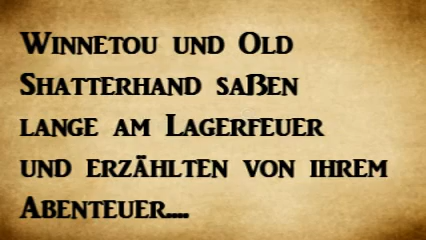 Winnetou und Old
Shatterhand saßen
lange am Lagerfeuer
und erzählten von ihrem
Abenteuer....